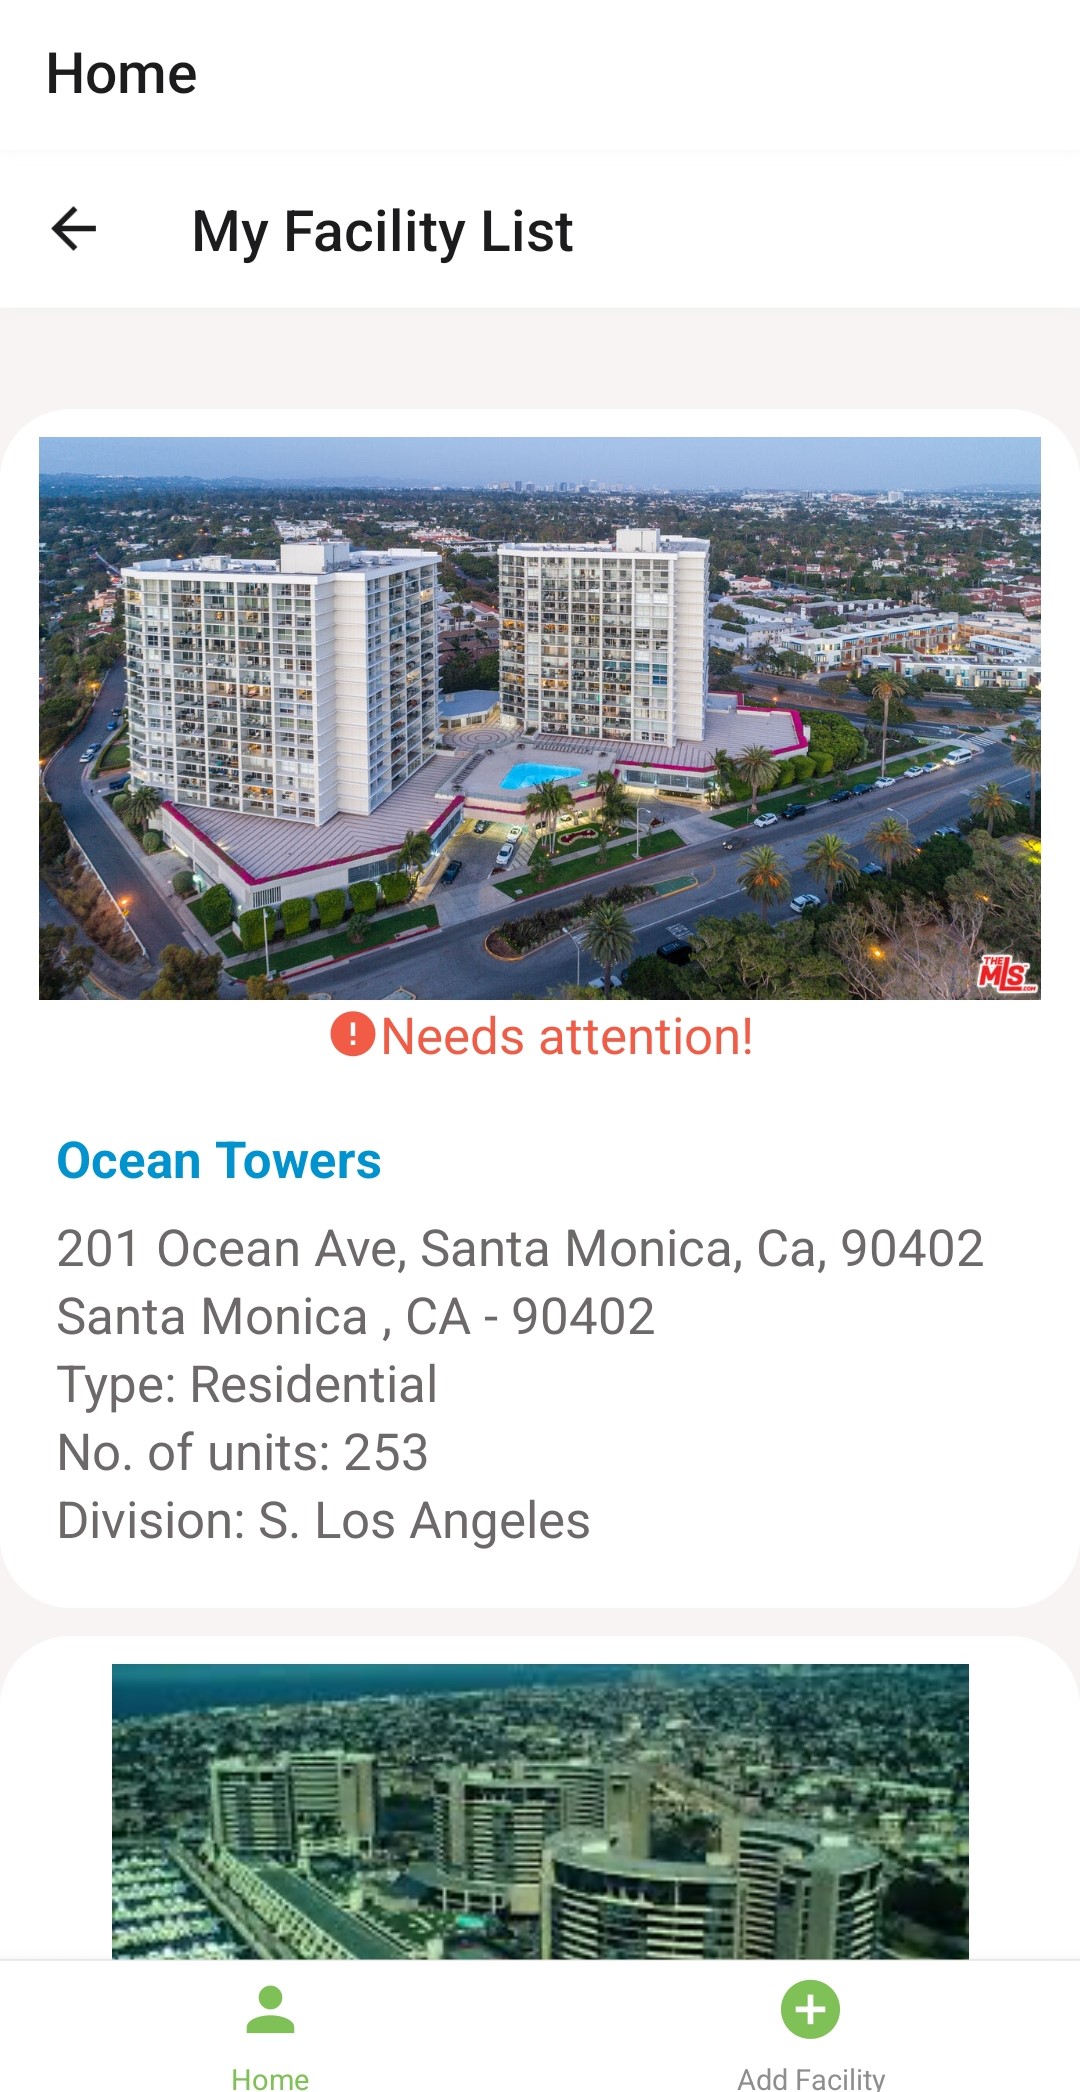 Home
My Facility List
THE
MLS
.COM
Needs attention!
Ocean Towers
201 Ocean Ave, Santa Monica, Ca, 90402
Santa Monica , CA - 90402
Type: Residential
No. of units: 253
Division: S. Los Angeles
Home
Add Facility